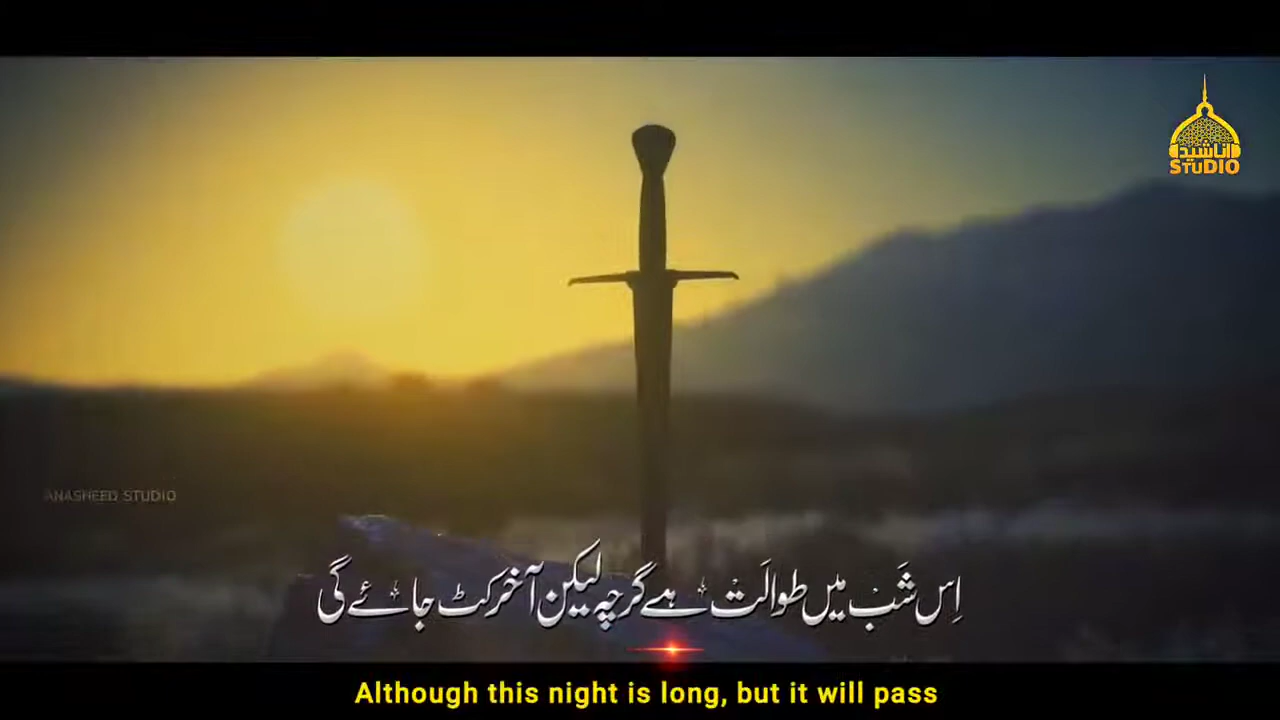 اناشید
STUDIO
ANASHEED STUDIO
اِس شَبْ میں طوالَتْ ہے گرچہ لیکن آخر کٹ جائے گی
Although this night is long, but it will pass